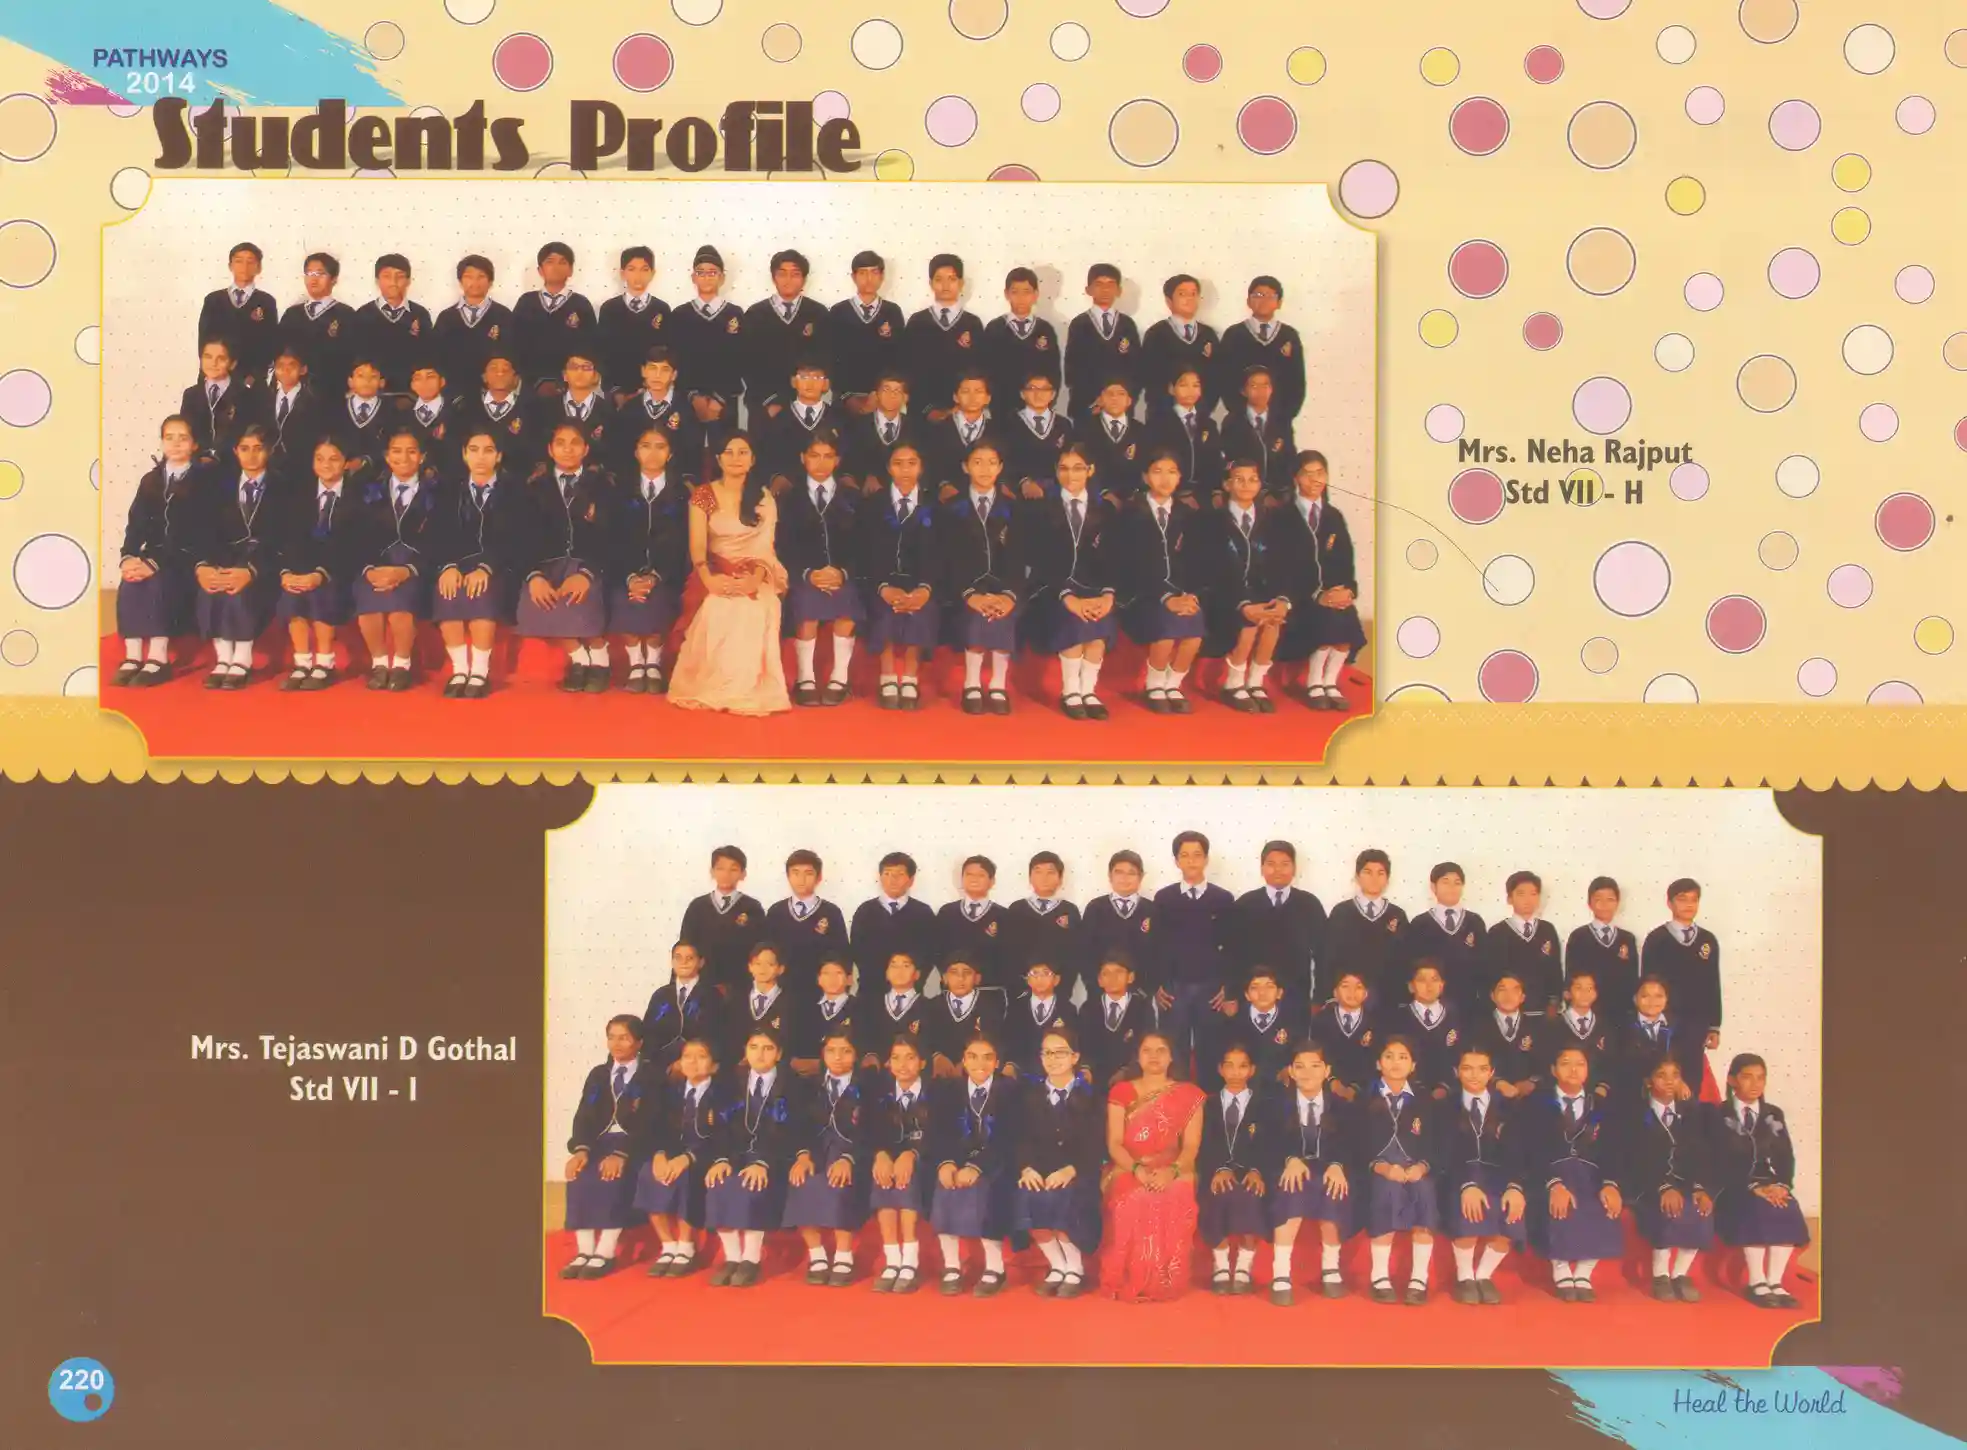 PATHWAYS
2014
Students Profile
Mrs. Neha Rajput
Std VII - H
Mrs. Tejaswani D Gothal
Std VII - I
220
Heal the World